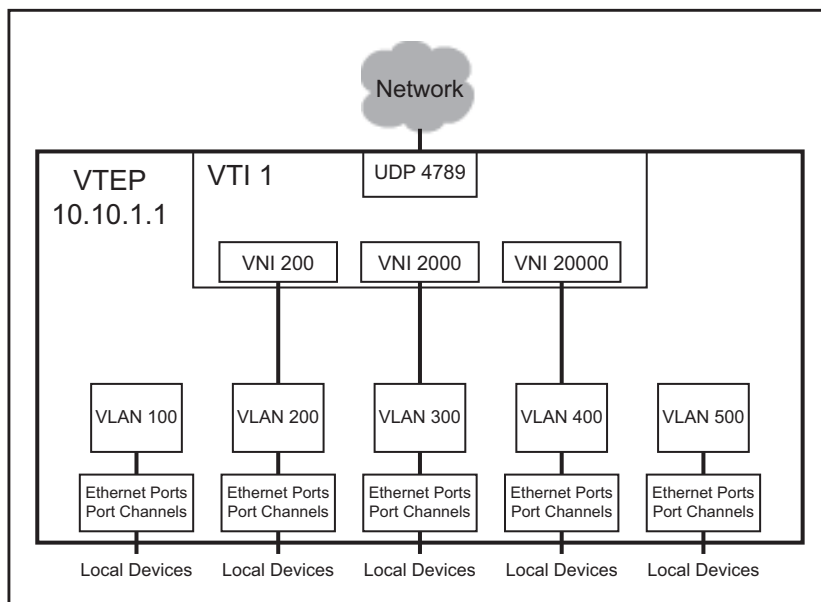 Network
VTEP
10.10.1.1
VTI 1
UDP 4789
VNI 200
VNI 2000
VNI 20000
VLAN 100
VLAN 200
VLAN 300
VLAN 400
VLAN 500
Ethernet Ports
Port Channels
Ethernet Ports
Port Channels
Ethernet Ports
Port Channels
Ethernet Ports
Port Channels
Ethernet Ports
Port Channels
Local Devices
Local Devices
Local Devices
Local Devices
Local Devices